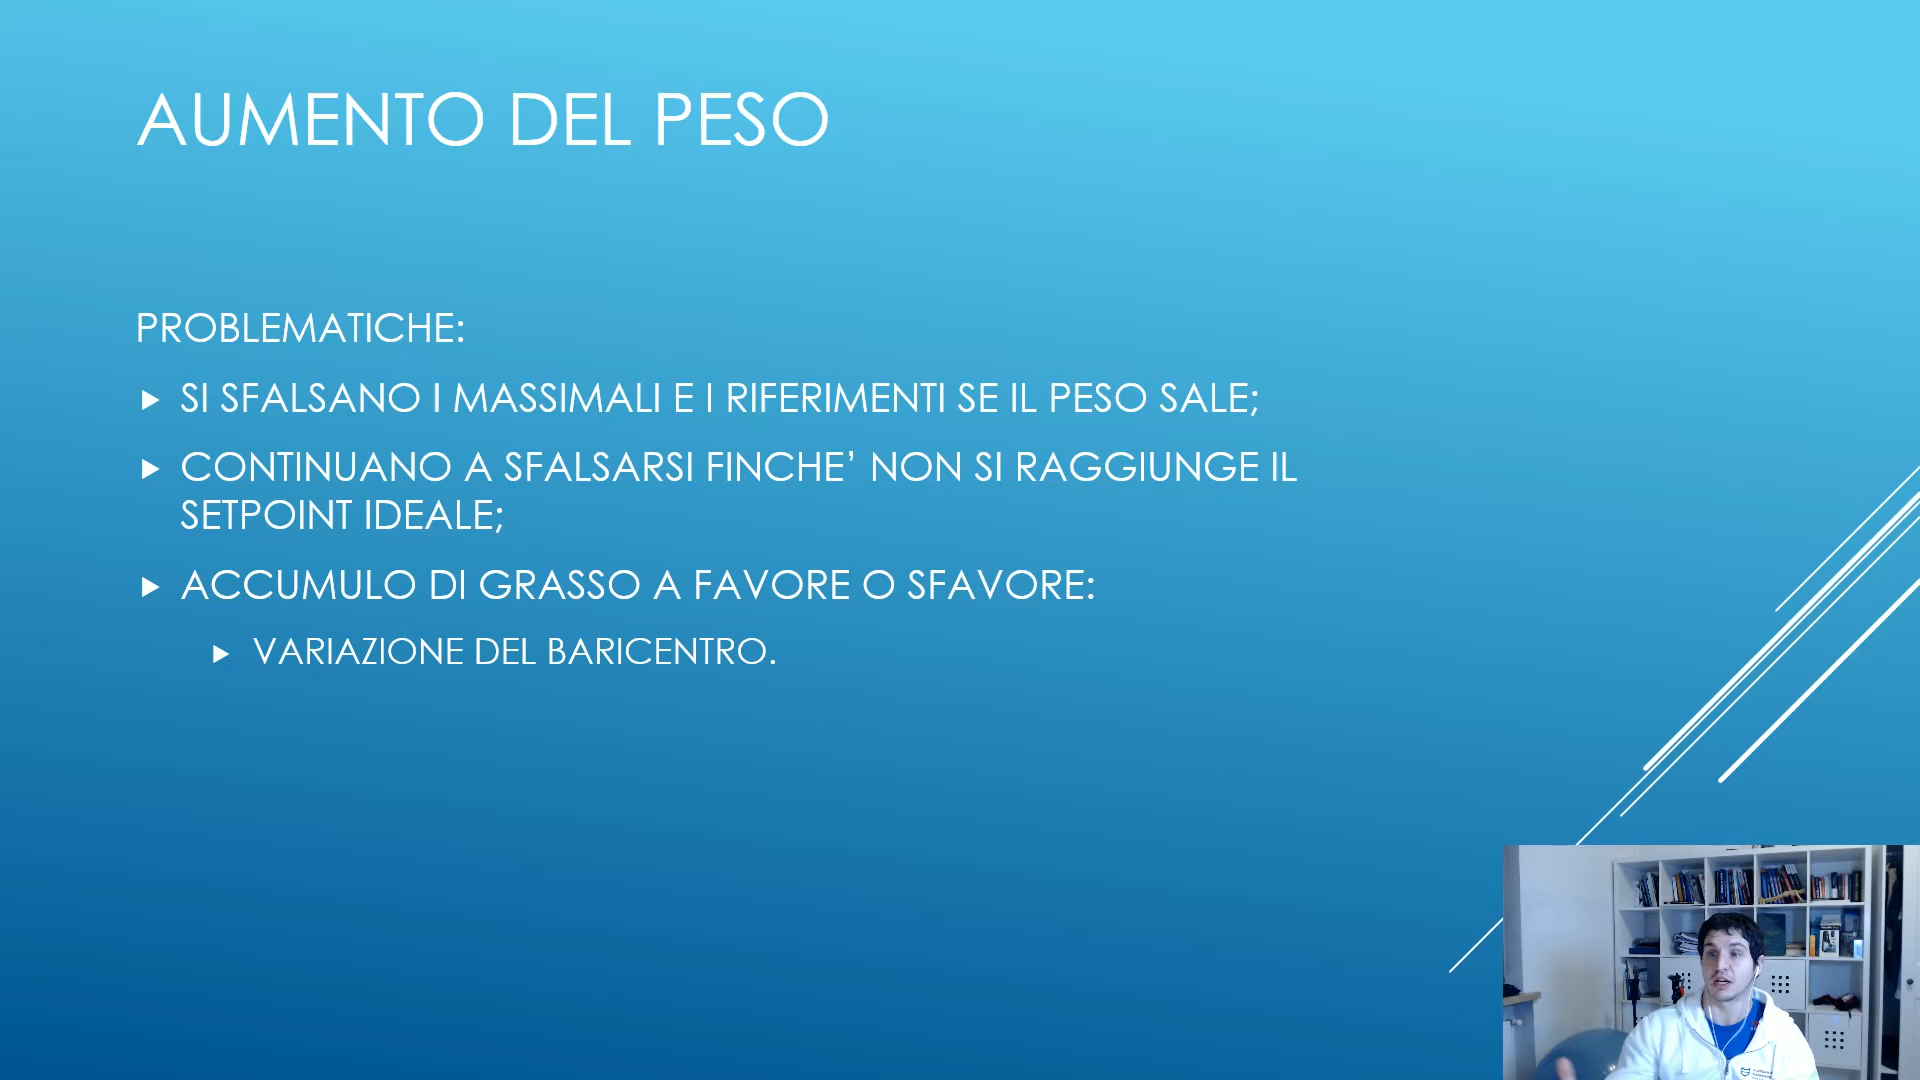 AUMENTO DEL PESO
PROBLEMATICHE:
SI SFALSANO I MASSIMALI E I RIFERIMENTI SE IL PESO SALE;
CONTINUANO A SFALSARSI FINCHE’ NON SI RAGGIUNGE IL
SETPOINT IDEALE;
ACCUMULO DI GRASSO A FAVORE O SFAVORE:
VARIAZIONE DEL BARICENTRO.